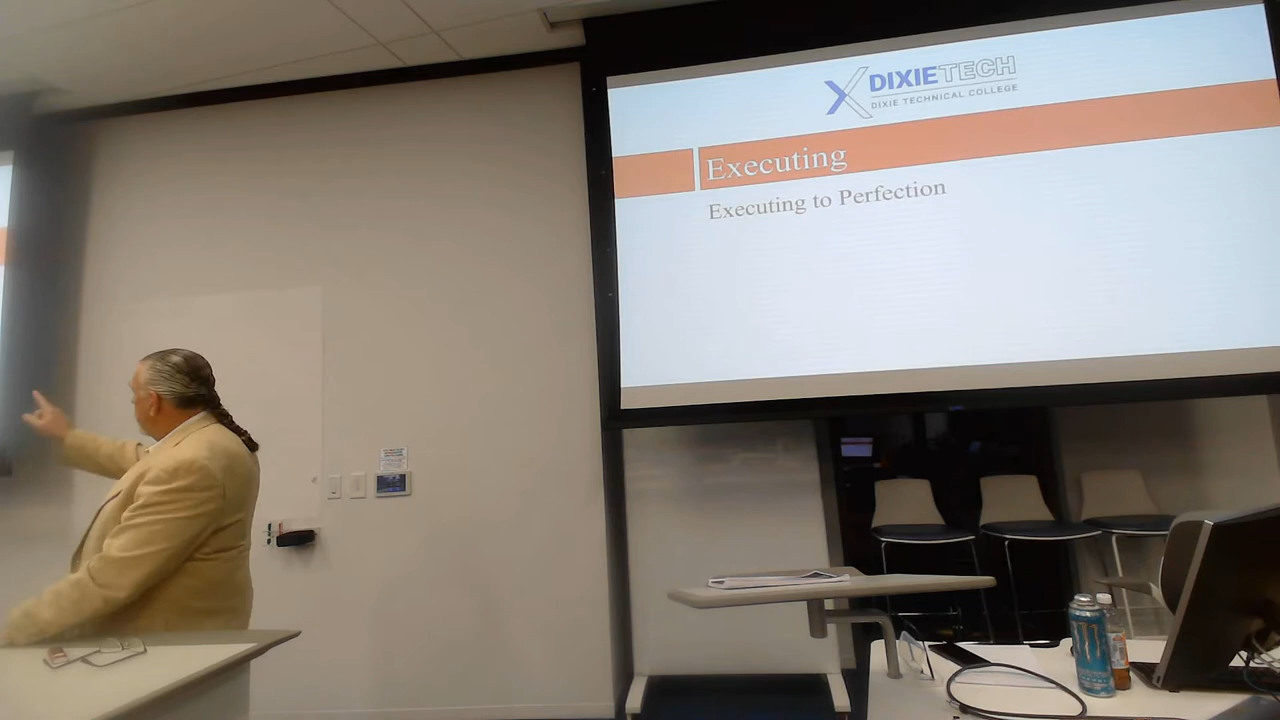 DIXIETECH
DIXIE TECHNICAL COLLEGE
Executing
Executing to Perfection